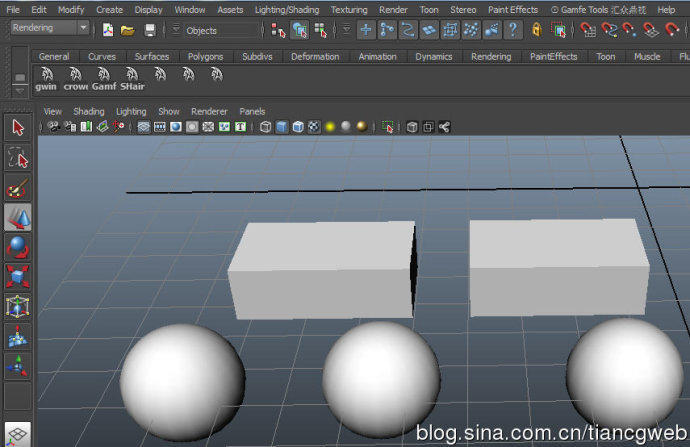 File Edit Modify Create Display Window Assets Lighting/Shading Texturing Render Toon Stereo Paint Effects Gamfe Tools 汇众鼎视 Help
Rendering Objects
General Curves Surfaces Polygons Subdivs Deformation Animation Dynamics Rendering PaintEffects Toon Muscle Flu
gwin crow Gamf SHair
View Shading Lighting Show Renderer Panels
blog.sina.com.cn/tiancgweb